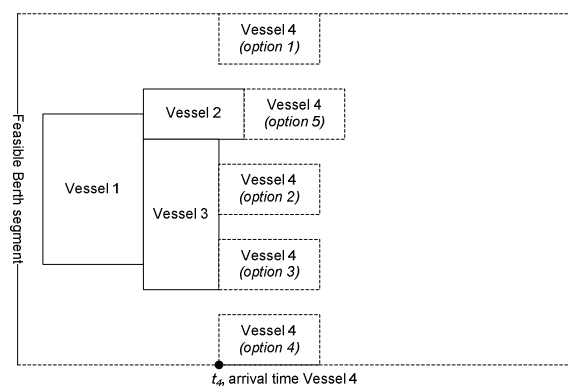 Vessel 4
(option 1)
Vessel 2
Vessel 4
(option 5)
Feasible Berth segment
Vessel 1
Vessel 3
Vessel 4
(option 2)
Vessel 4
(option 3)
Vessel 4
(option 4)
t4, arrival time Vessel 4